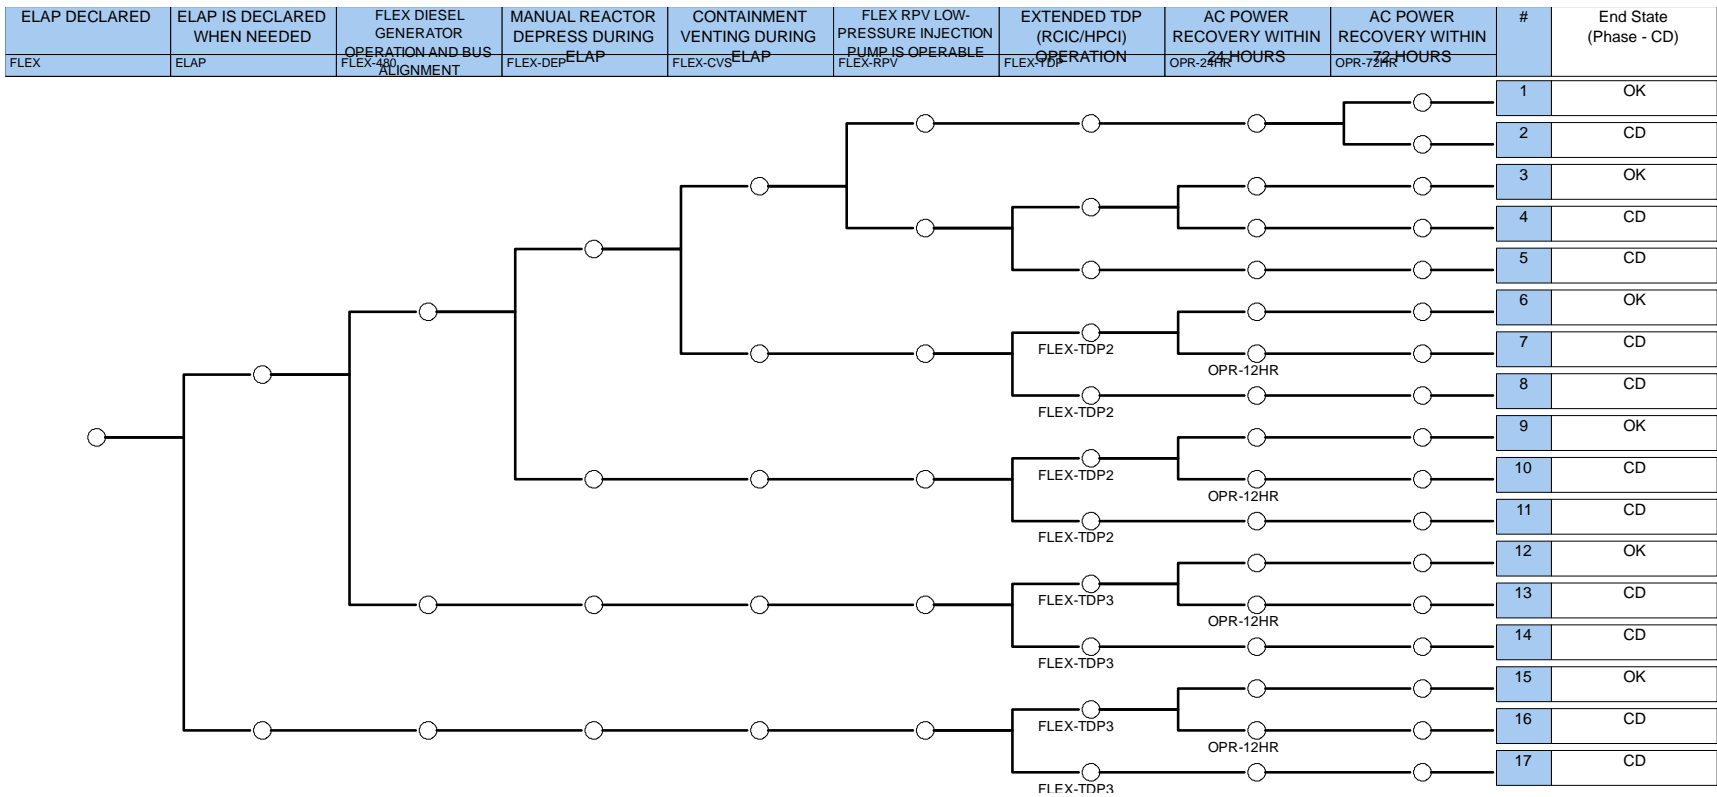 ELAP DECLARED
ELAP IS DECLARED
WHEN NEEDED
FLEX DIESEL
GENERATOR
OPERATION AND BUS
ALIGNMENT
MANUAL REACTOR
DEPRESS DURING
ELAP
CONTAINMENT
VENTING DURING
ELAP
FLEX RPV LOW-
PRESSURE INJECTION
PUMP IS OPERABLE
EXTENDED TDP
(RCIC/HPCI)
OPERATION
AC POWER
RECOVERY WITHIN
24 HOURS
AC POWER
RECOVERY WITHIN
72 HOURS
#
End State
(Phase - CD)
FLEX
ELAP
FLEX-480
FLEX-DEP
FLEX-CVS
FLEX-RPV
FLEX-TDP
OPR-24HR
OPR-72HR
1 OK
2 CD
3 OK
4 CD
5 CD
6 OK
FLEX-TDP2
7 CD
OPR-12HR
8 CD
FLEX-TDP2
9 OK
FLEX-TDP2
10 CD
OPR-12HR
11 CD
FLEX-TDP2
12 OK
FLEX-TDP3
13 CD
OPR-12HR
14 CD
FLEX-TDP3
15 OK
FLEX-TDP3
16 CD
OPR-12HR
17 CD
FLEX-TDP3